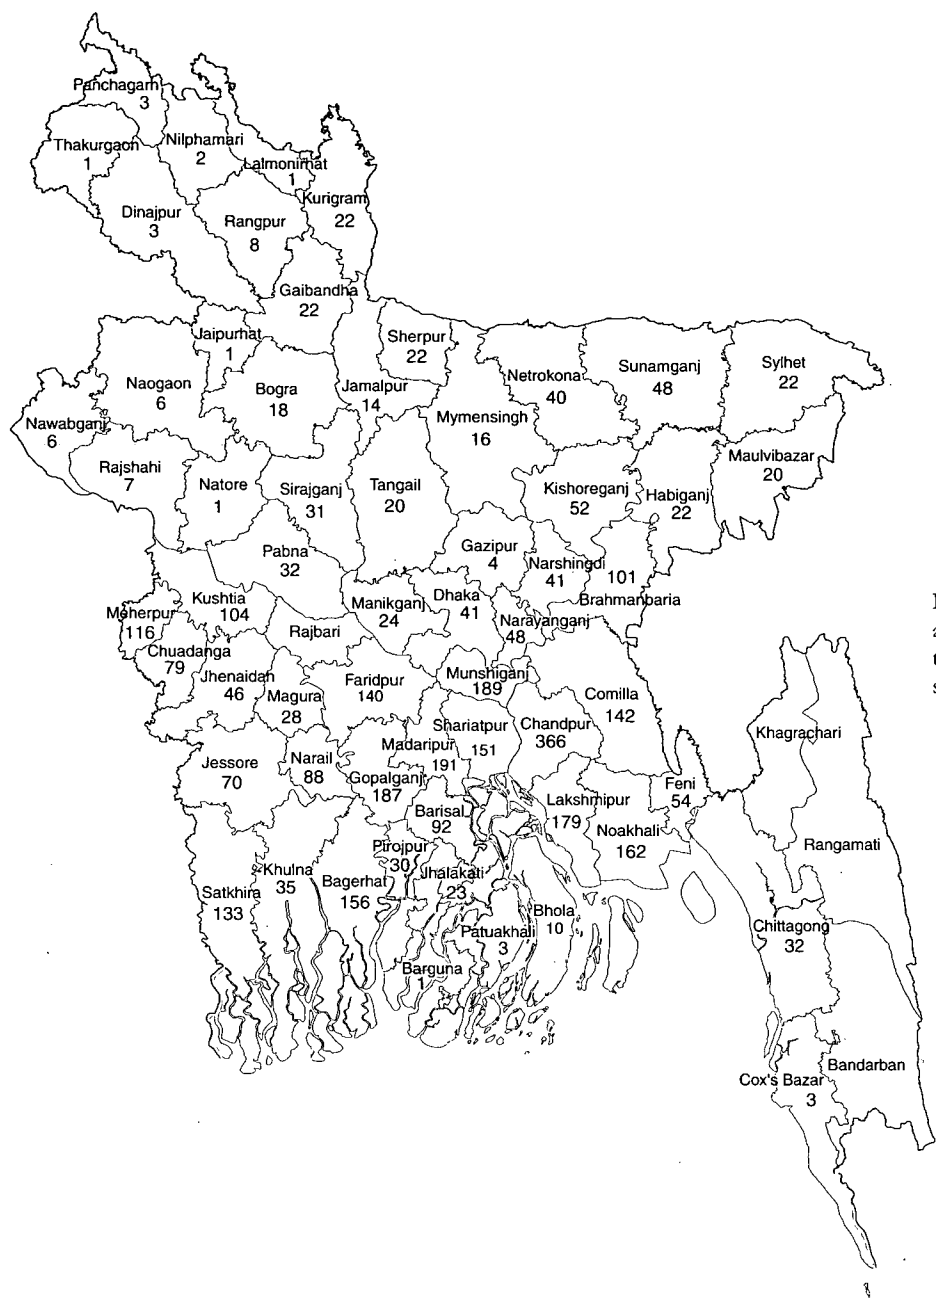 Panchagarh
3
Thakurgaon
1
Nilphamari
2
Lalmonirhat
1
Kurigram
22
Dinajpur
3
Rangpur
8
Gaibandha
22
Jaipurhat
1
Sherpur
22
Naogaon
6
Bogra
18
Jamalpur
14
Netrokona
40
Sunamganj
48
Sylhet
22
Nawabganj
6
Mymensingh
16
Rajshahi
7
Natore
1
Sirajganj
31
Tangail
20
Kishoreganj
52
Habiganj
22
Maulvibazar
20
Pabna
32
Gazipur
4
Narshingdi
41
101
Brahmanbaria
Kushtia
104
Meherpur
116
Rajbari
Manikganj
24
Dhaka
41
Narayanganj
48
Chuadanga
79
Jhenaidah
46
Magura
28
Faridpur
140
Munshiganj
189
Comilla
142
Khagrachari
Shariatpur
151
Chandpur
366
Jessore
70
Narail
88
Madaripur
191
Gopalganj
187
Feni
54
Lakshmipur
179
Noakhali
162
Barisal
92
Rangamati
Pirojpur
30
Khulna
35
Jhalakati
23
Bagerhat
156
Satkhira
133
Bhola
10
Patuakhali
3
Chittagong
32
Barguna
1
Cox's Bazar
3
Bandarban